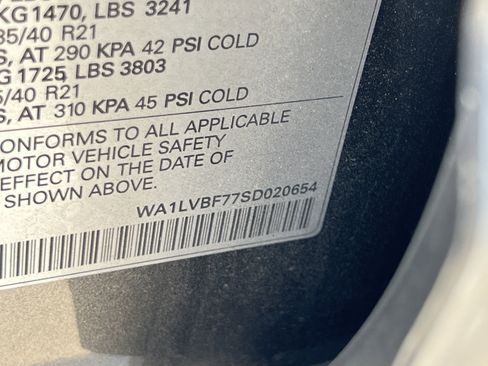 KG1470, LBS 3241
35/40 R21
AT 290 KPA 42 PSI COLD
1725 LBS 3803
/40 R21
AT 310 KPA 45 PSI COLD
CONFORMS TO ALL APPLICABLE
MOTOR VEHICLE SAFETY
EFFECT ON THE DATE OF
SHOWN ABOVE.
WA1LVBF77SD020654